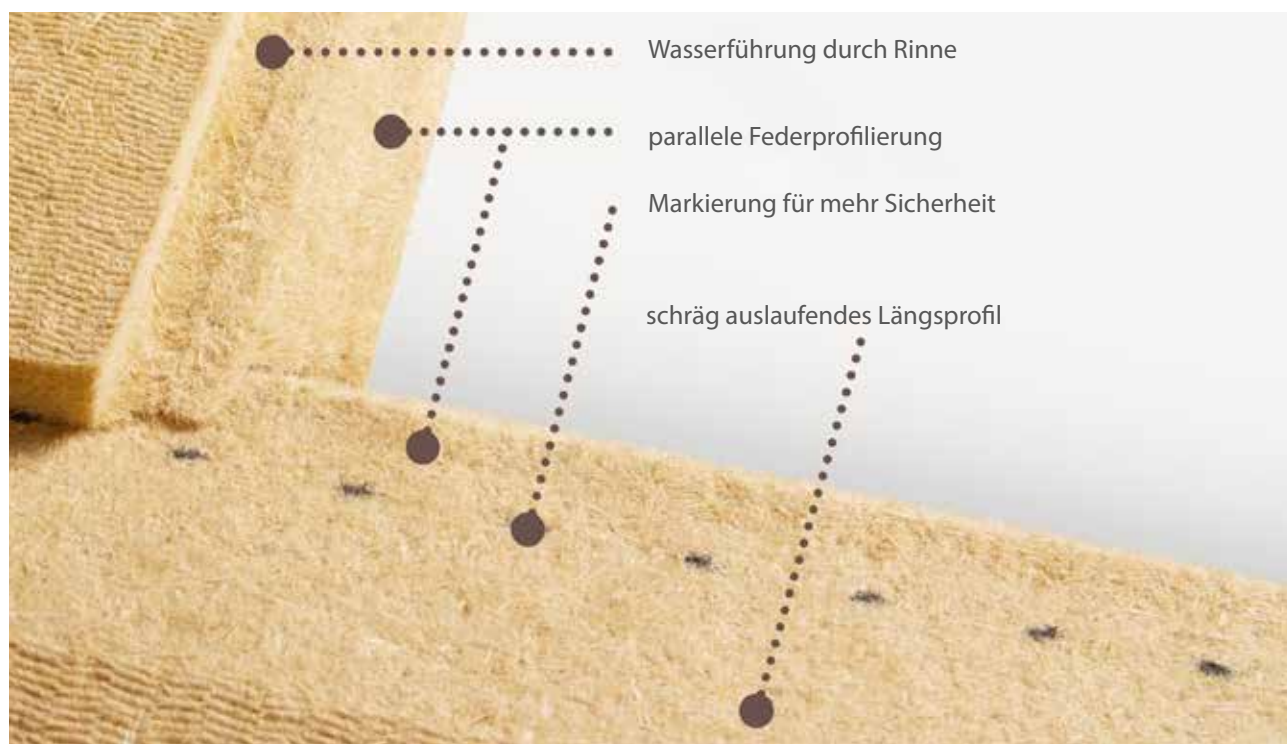 Wasserführung durch Rinne
parallele Federprofilierung
Markierung für mehr Sicherheit
schräg auslaufendes Längsprofil